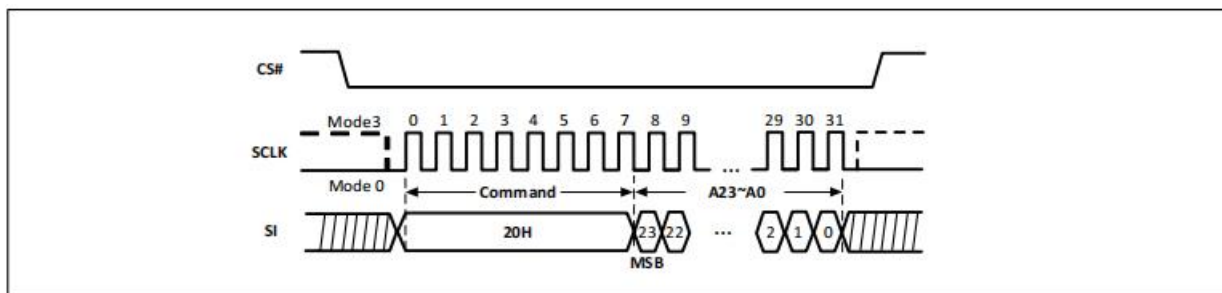 CS#
Mode3 0 1 2 3 4 5 6 7 8 9 29 30 31
SCLK
...
Mode 0 Command A23~A0
SI 20H 23 22 ... 2 1 0
MSB